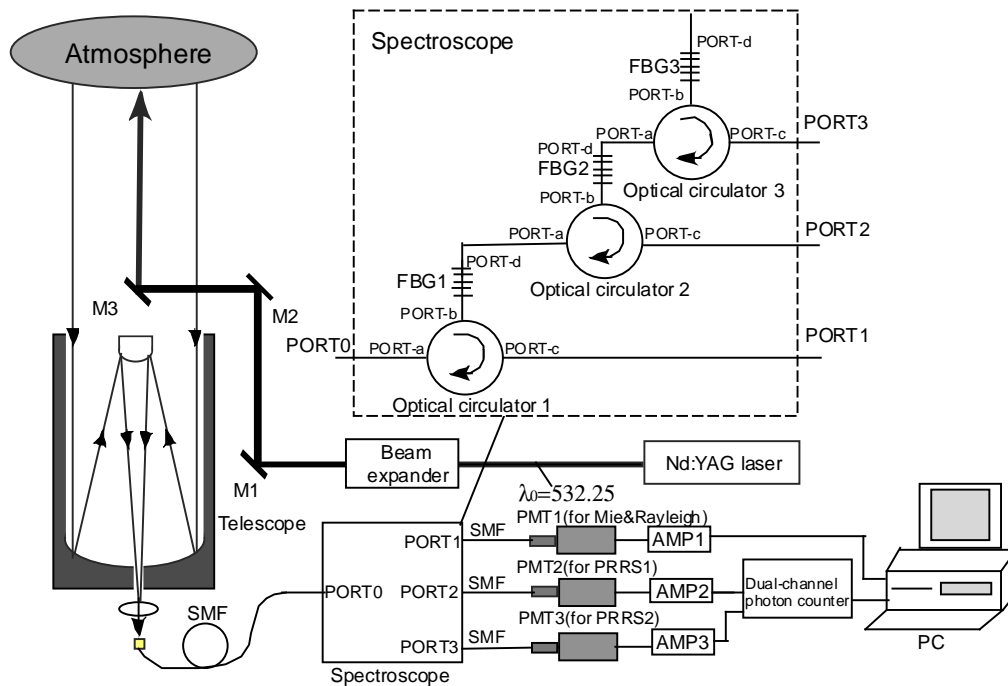 Atmosphere
Spectroscope
PORT-d
FBG3
PORT-b
PORT-a
PORT-c
PORT3
Optical circulator 3
PORT-d
FBG2
PORT-b
PORT-a
PORT-c
PORT2
Optical circulator 2
PORT-d
FBG1
PORT-b
PORT0
PORT-a
PORT-c
PORT1
Optical circulator 1
M3
M2
M1
Beam
expander
Nd:YAG laser
λ0=532.25
Telescope
SMF
PORT0
PORT1
PORT2
PORT3
Spectroscope
SMF
SMF
SMF
PMT1(for Mie&Rayleigh)
PMT2(for PRRS1)
PMT3(for PRRS2)
AMP1
AMP2
AMP3
Dual-channel
photon counter
PC